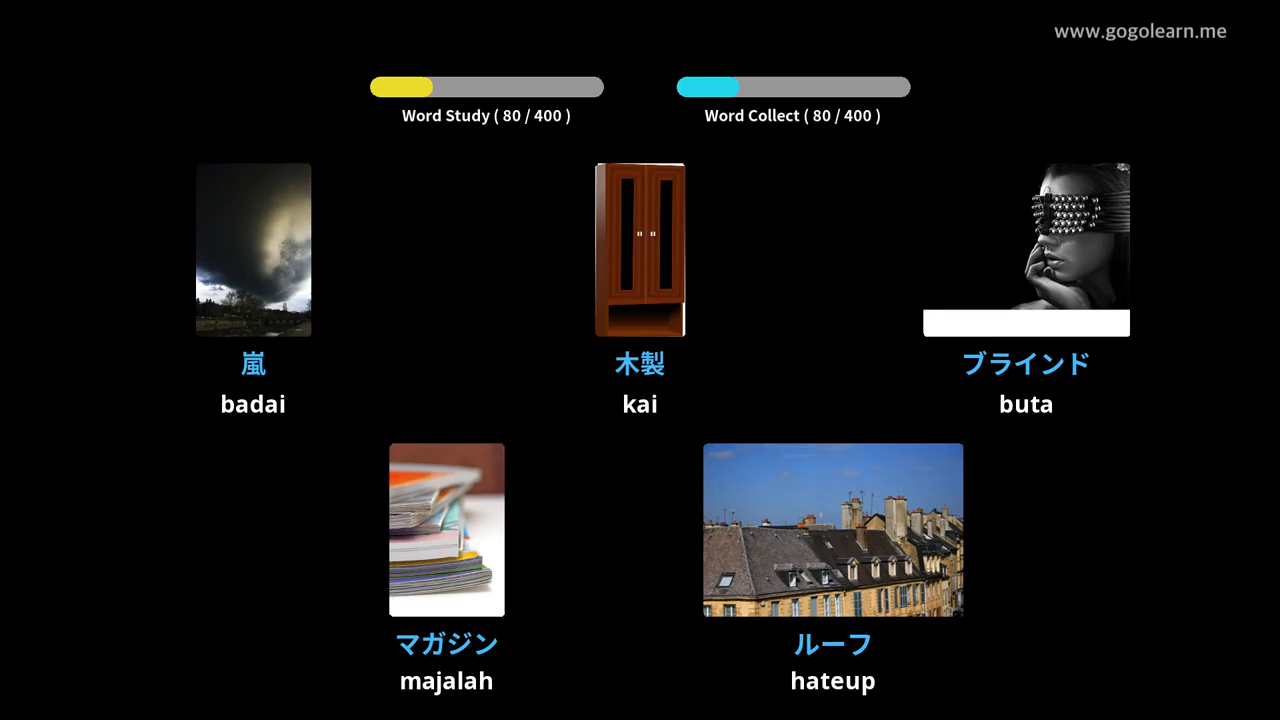 www.gogolearn.me
Word Study ( 80 / 400 )
Word Collect ( 80 / 400 )
嵐
木製
ブラインド
badai
kai
buta
マガジン
ルーフ
majalah
hateup